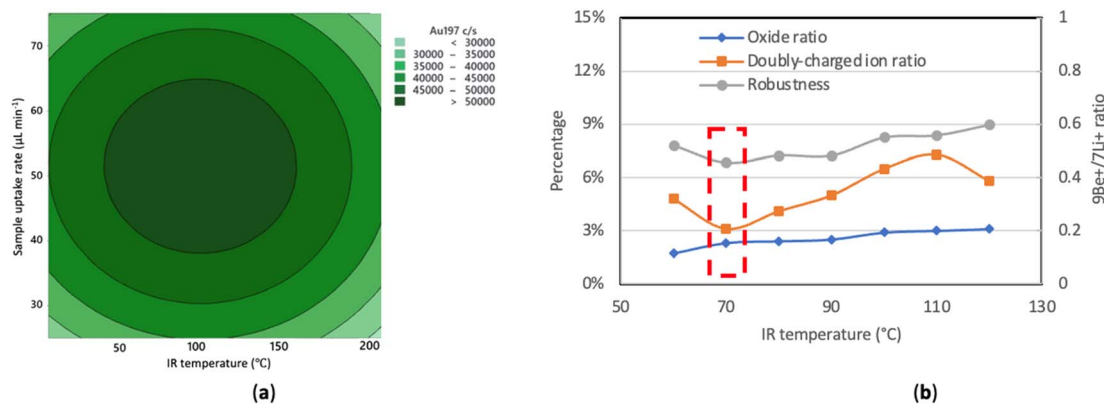 Au197 c/s
< 30000
30000 – 35000
35000 – 40000
40000 – 45000
45000 – 50000
> 50000
70
60
50
40
30
Sample uptake rate (µL min⁻¹)
50
100
150
200
IR temperature (°C)
(a)
15%
12%
9%
6%
3%
0%
Percentage
Oxide ratio
Doubly-charged ion ratio
Robustness
1
0.8
0.6
0.4
0.2
0
9Be+/7Li+ ratio
50
70
90
110
130
IR temperature (°C)
(b)